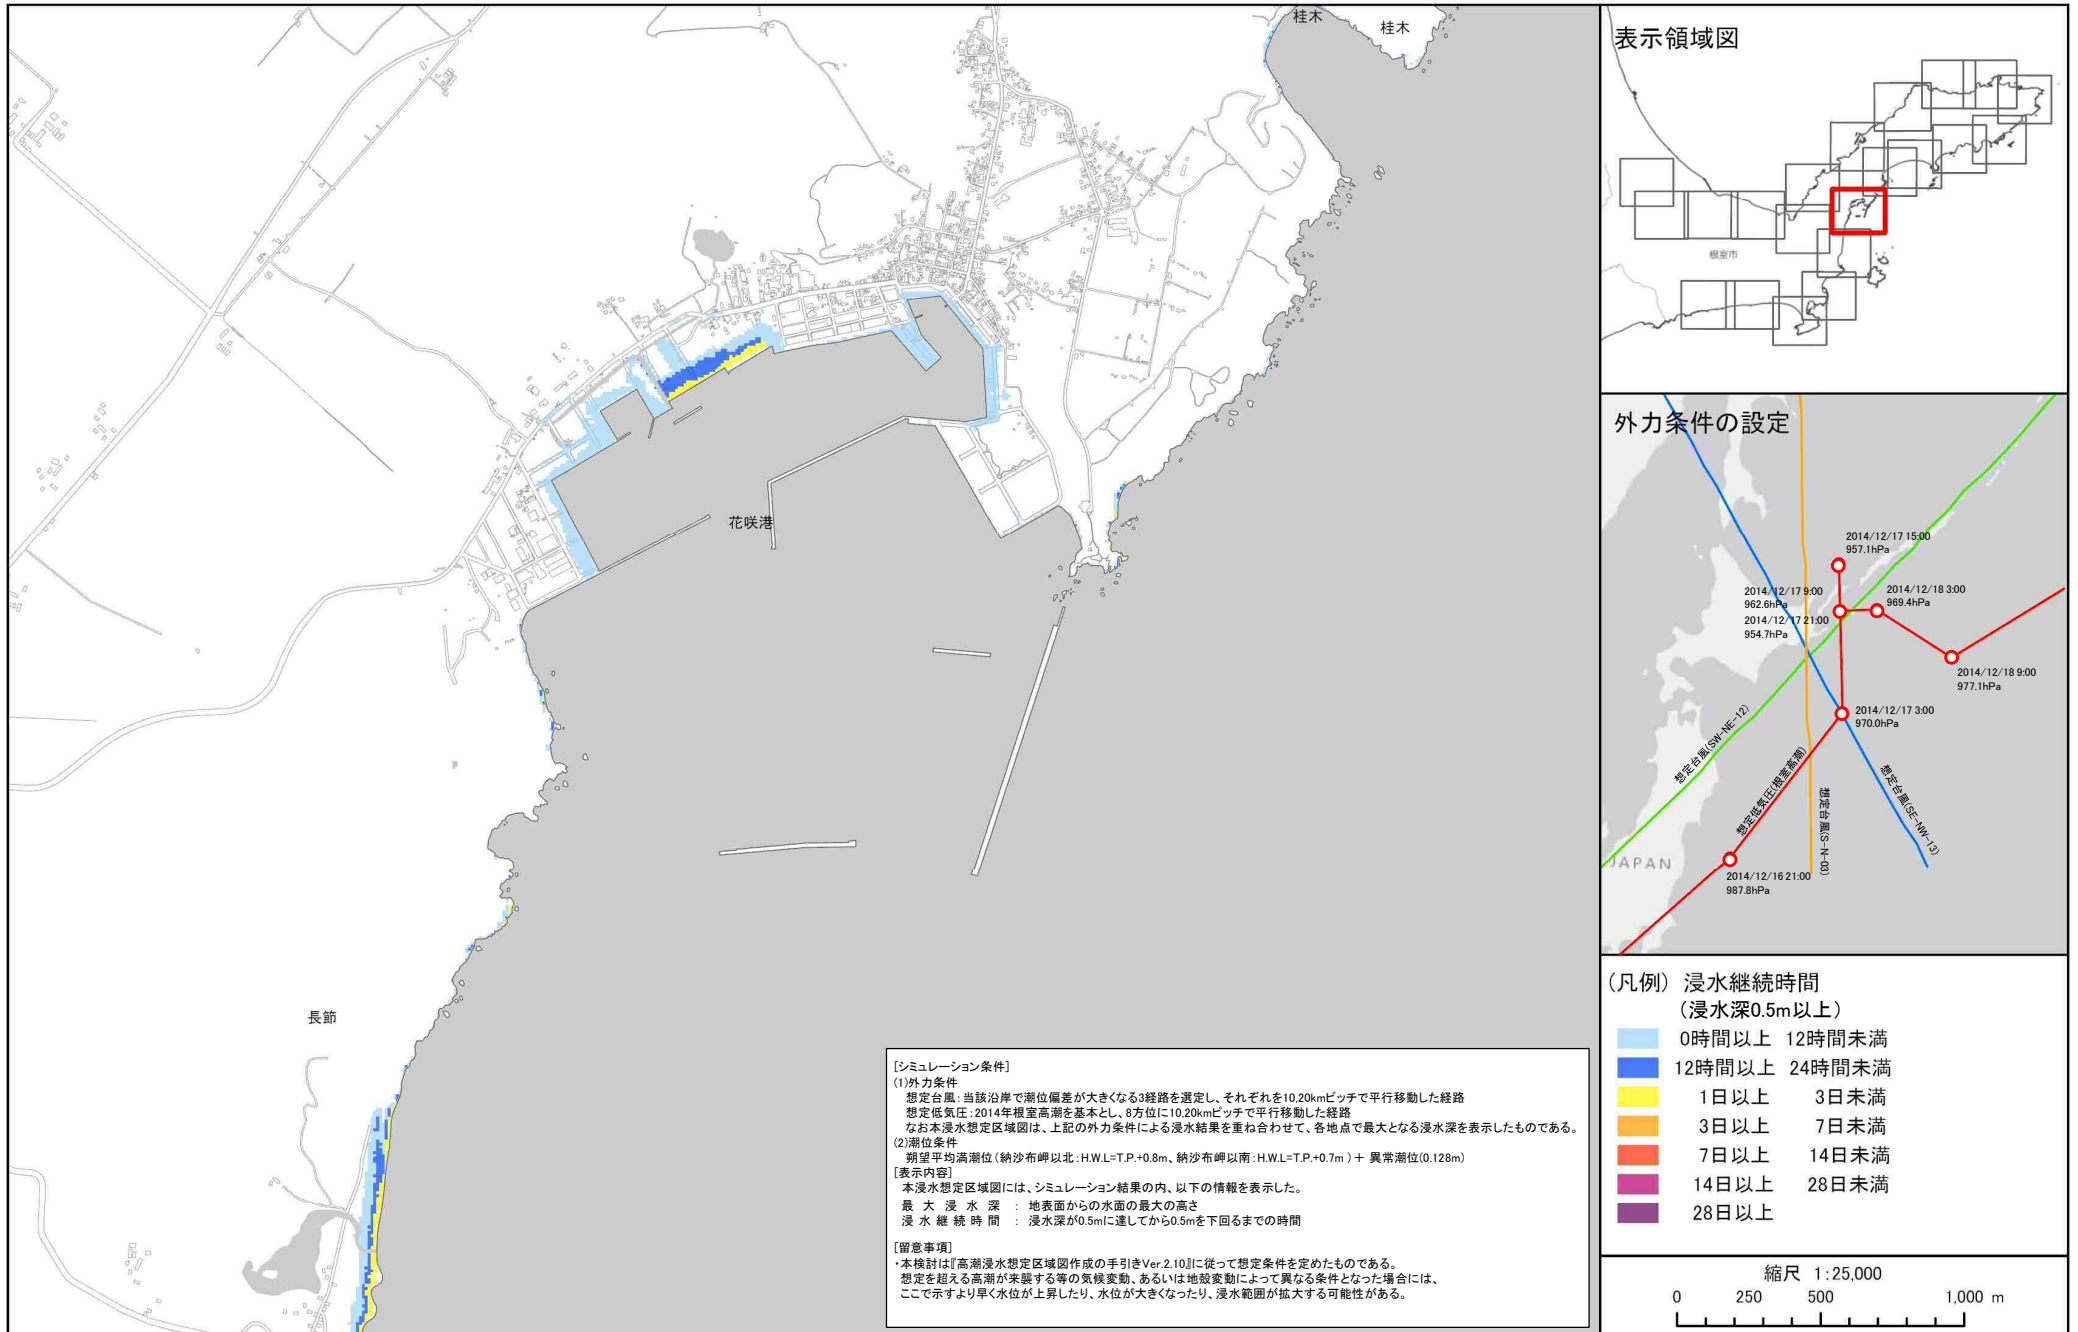 桂木
桂木
花咲港
長節
[シミュレーション条件]
(1)外力条件
想定台風：当該沿岸で潮位偏差が大きくなる3経路を選定し、それぞれを10,20kmピッチで平行移動した経路
想定低気圧：2014年根室高潮を基本とし、8方位に10,20kmピッチで平行移動した経路
なお本浸水想定区域図は、上記の外力条件による浸水結果を重ね合わせて、各地点で最大となる浸水深を表示したものである。
(2)潮位条件
朔望平均満潮位（納沙布岬以北：H.W.L=T.P.+0.8m、納沙布岬以南：H.W.L=T.P.+0.7m ）＋ 異常潮位(0.128m)
[表示内容]
本浸水想定区域図には、シミュレーション結果の内、以下の情報を表示した。
最 大 浸 水 深 ： 地表面からの水面の最大の高さ
浸 水 継 続 時 間 ： 浸水深が0.5mに達してから0.5mを下回るまでの時間
[留意事項]
・本検討は『高潮浸水想定区域図作成の手引きVer.2.10』に従って想定条件を定めたものである。
想定を超える高潮が来襲する等の気候変動、あるいは地殻変動によって異なる条件となった場合には、
ここで示すより早く水位が上昇したり、水位が大きくなったり、浸水範囲が拡大する可能性がある。
表示領域図
根室市
外力条件の設定
2014/12/17 15:00
957.1hPa
2014/12/17 9:00
962.6hPa
2014/12/17 21:00
954.7hPa
2014/12/18 3:00
969.4hPa
2014/12/18 9:00
977.1hPa
2014/12/17 3:00
970.0hPa
想定台風(SW-NE-12)
想定低気圧(根室高潮)
想定台風(S-N-03)
想定台風(SE-NW-13)
JAPAN
2014/12/16 21:00
987.8hPa
（凡例） 浸水継続時間
（浸水深0.5m以上）
0時間以上 12時間未満
12時間以上 24時間未満
1日以上 3日未満
3日以上 7日未満
7日以上 14日未満
14日以上 28日未満
28日以上
縮尺 1:25,000
0 250 500 1,000 m